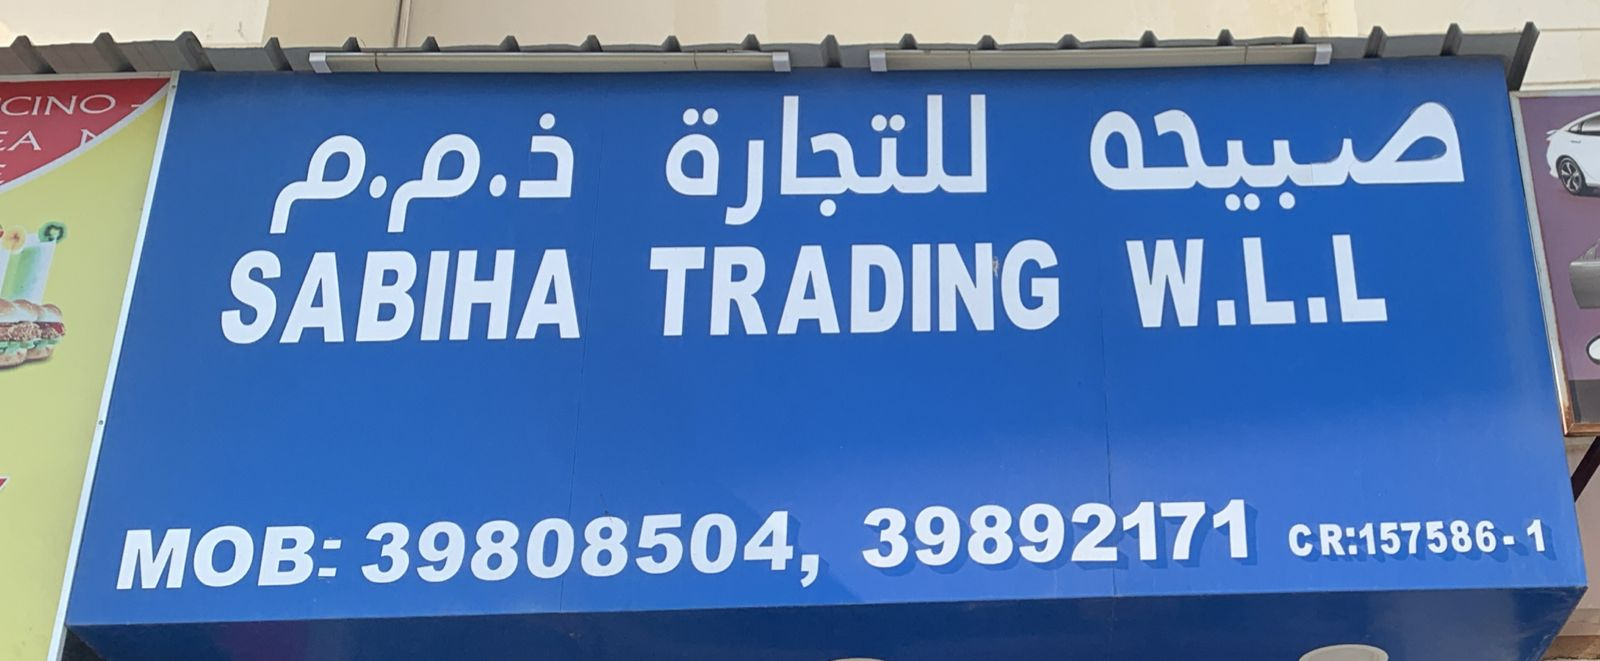 صبيحه للتجارة ذ.م.م
SABIHA TRADING W.L.L
MOB: 39808504, 39892171 CR:157586-1